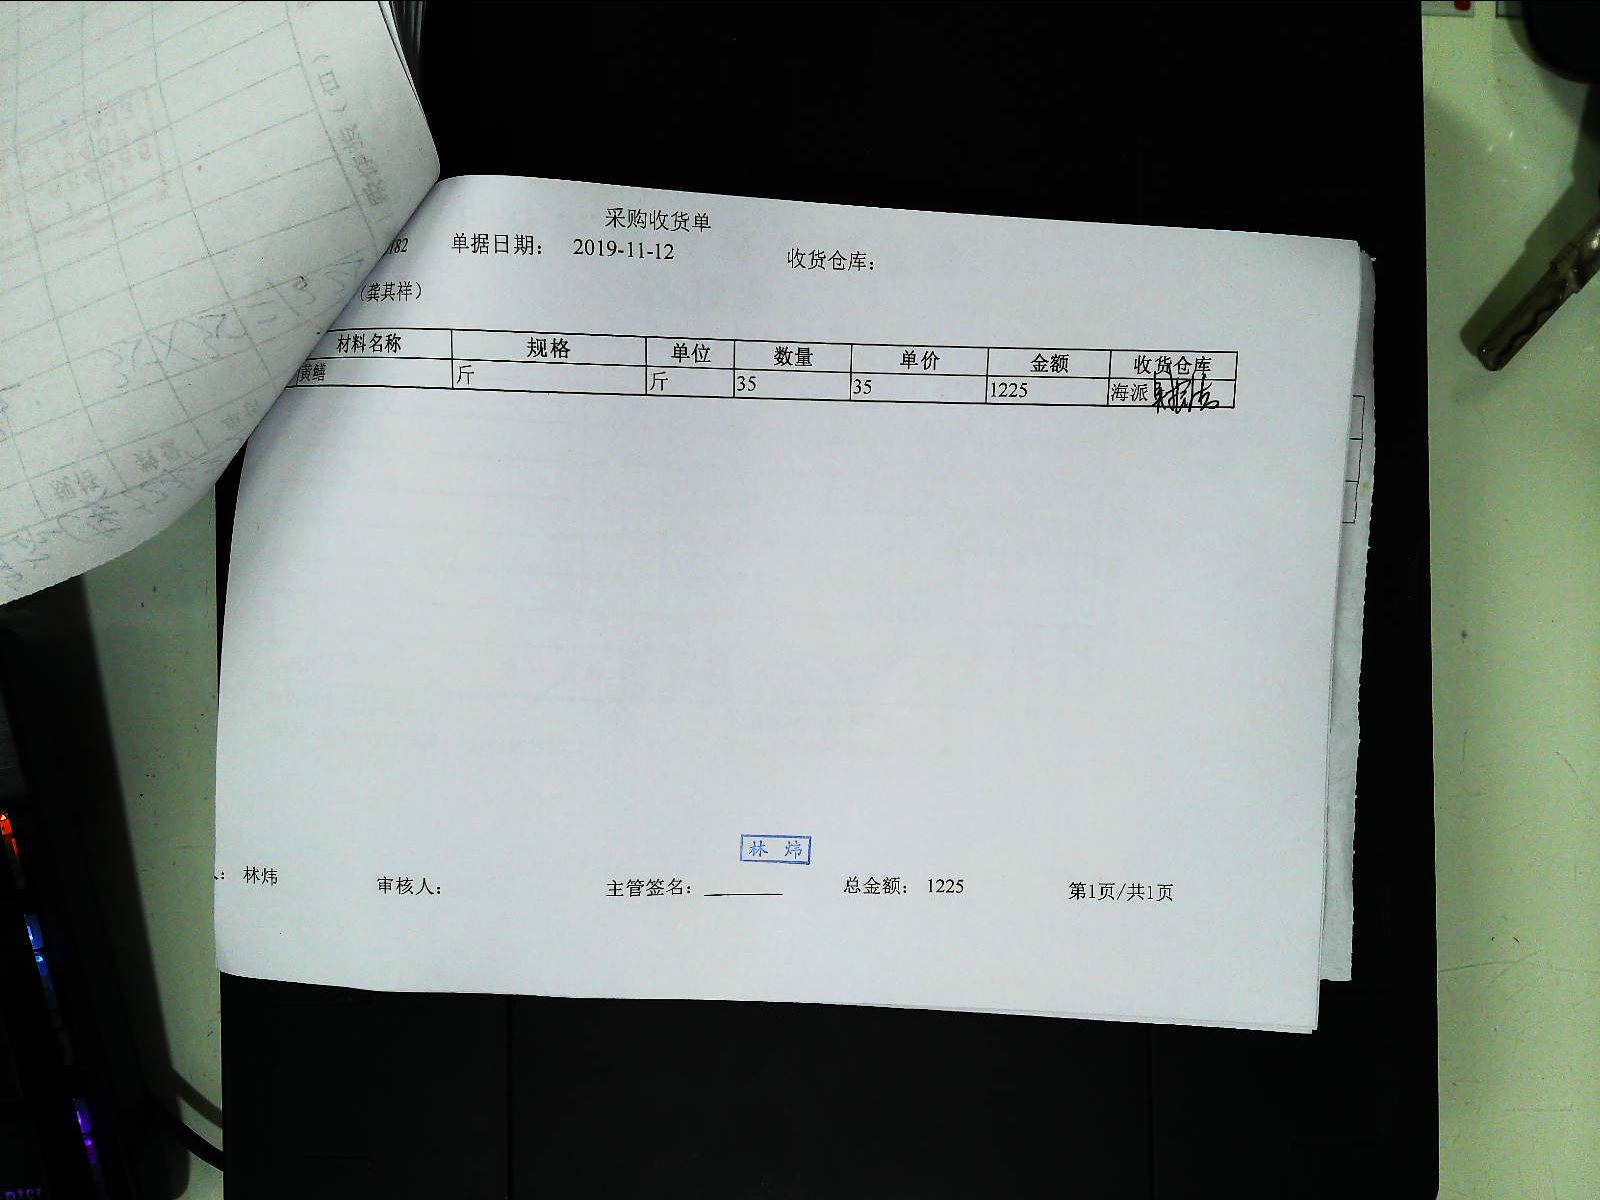 采购收货单
182 单据日期： 2019-11-12 收货仓库：
（龚其祥）
材料名称 规格 单位 数量 单价 金额 收货仓库
黄鳝 斤 斤 35 35 1225 海派
林炜
林炜 审核人： 主管签名： 总金额： 1225 第1页/共1页